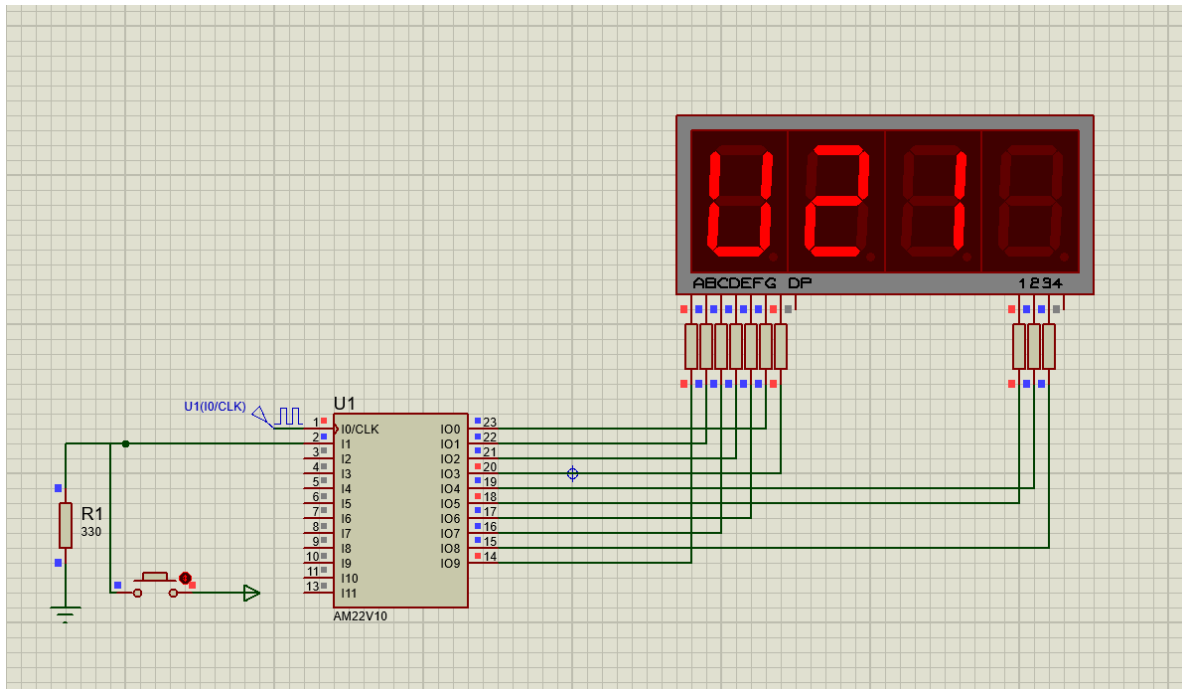 U21
ABCDEFG DP
1234
U1
U1(I0/CLK)
1 I0/CLK IO0 23
2 I1 IO1 22
3 I2 IO2 21
4 I3 IO3 20
5 I4 IO4 19
6 I5 IO5 18
7 I6 IO6 17
8 I7 IO7 16
9 I8 IO8 15
10 I9 IO9 14
11 I10
13 I11
AM22V10
R1
330